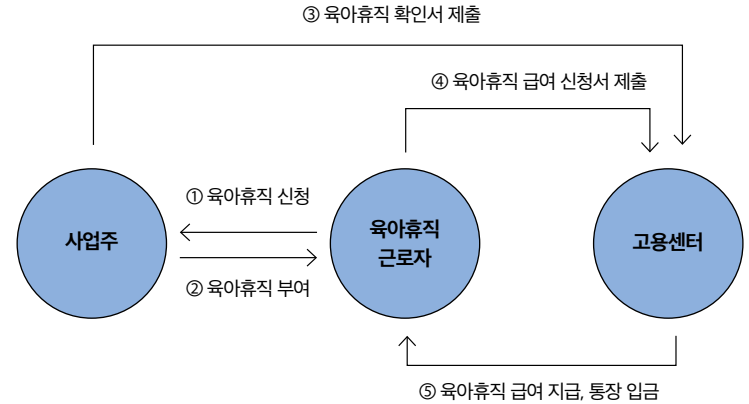 ③ 육아휴직 확인서 제출
④ 육아휴직 급여 신청서 제출
① 육아휴직 신청
사업주
육아휴직
근로자
고용센터
② 육아휴직 부여
⑤ 육아휴직 급여 지급, 통장 입금